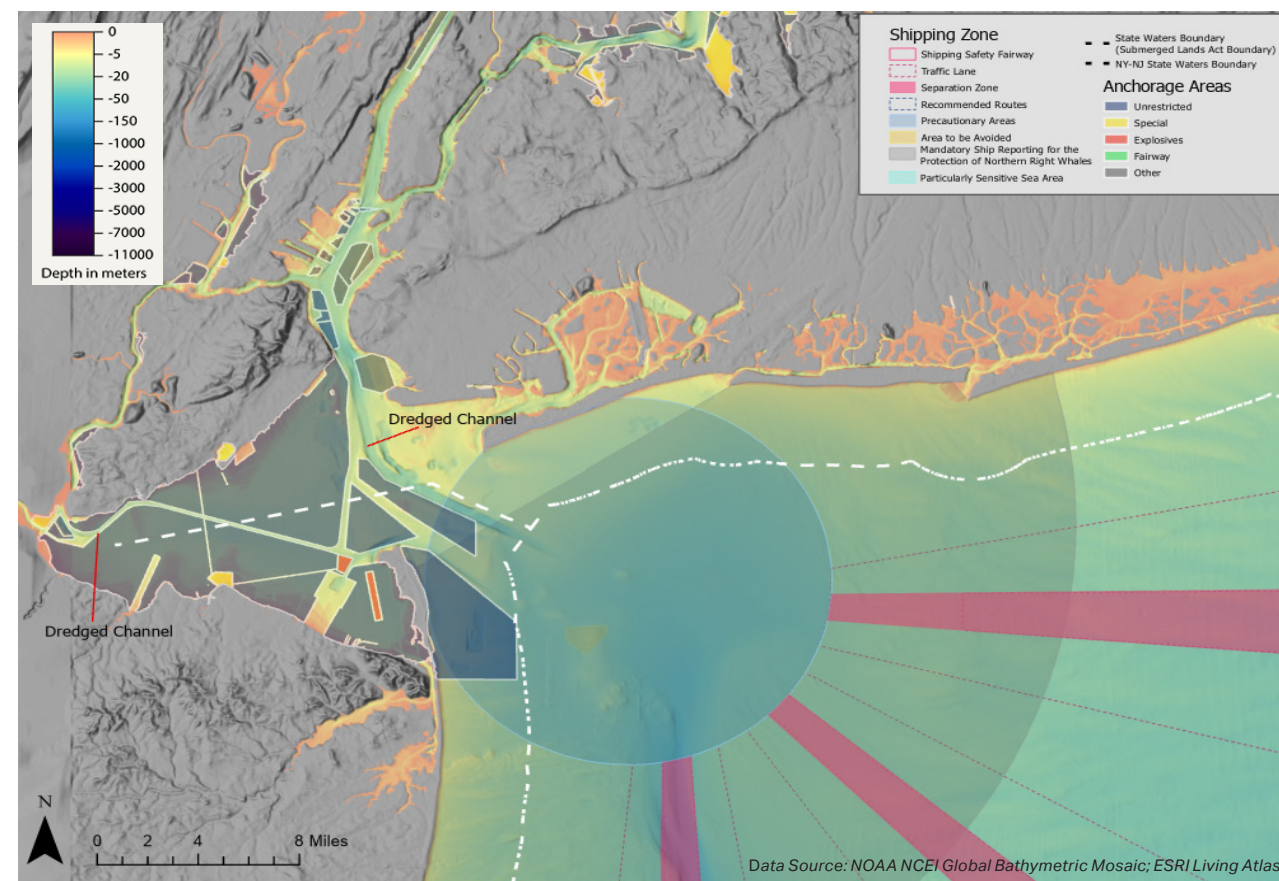 0
-5
-20
-50
-150
-1000
-2000
-3000
-5000
-7000
-11000
Depth in meters
Shipping Zone
Shipping Safety Fairway
Traffic Lane
Separation Zone
Recommended Routes
Precautionary Areas
Area to be Avoided
Mandatory Ship Reporting for the
Protection of Northern Right Whales
Particularly Sensitive Sea Area
State Waters Boundary
(Submerged Lands Act Boundary)
NY-NJ State Waters Boundary
Anchorage Areas
Unrestricted
Special
Explosives
Fairway
Other
Dredged Channel
Dredged Channel
N
0 2 4 8 Miles
Data Source: NOAA NCEI Global Bathymetric Mosaic; ESRI Living Atlas